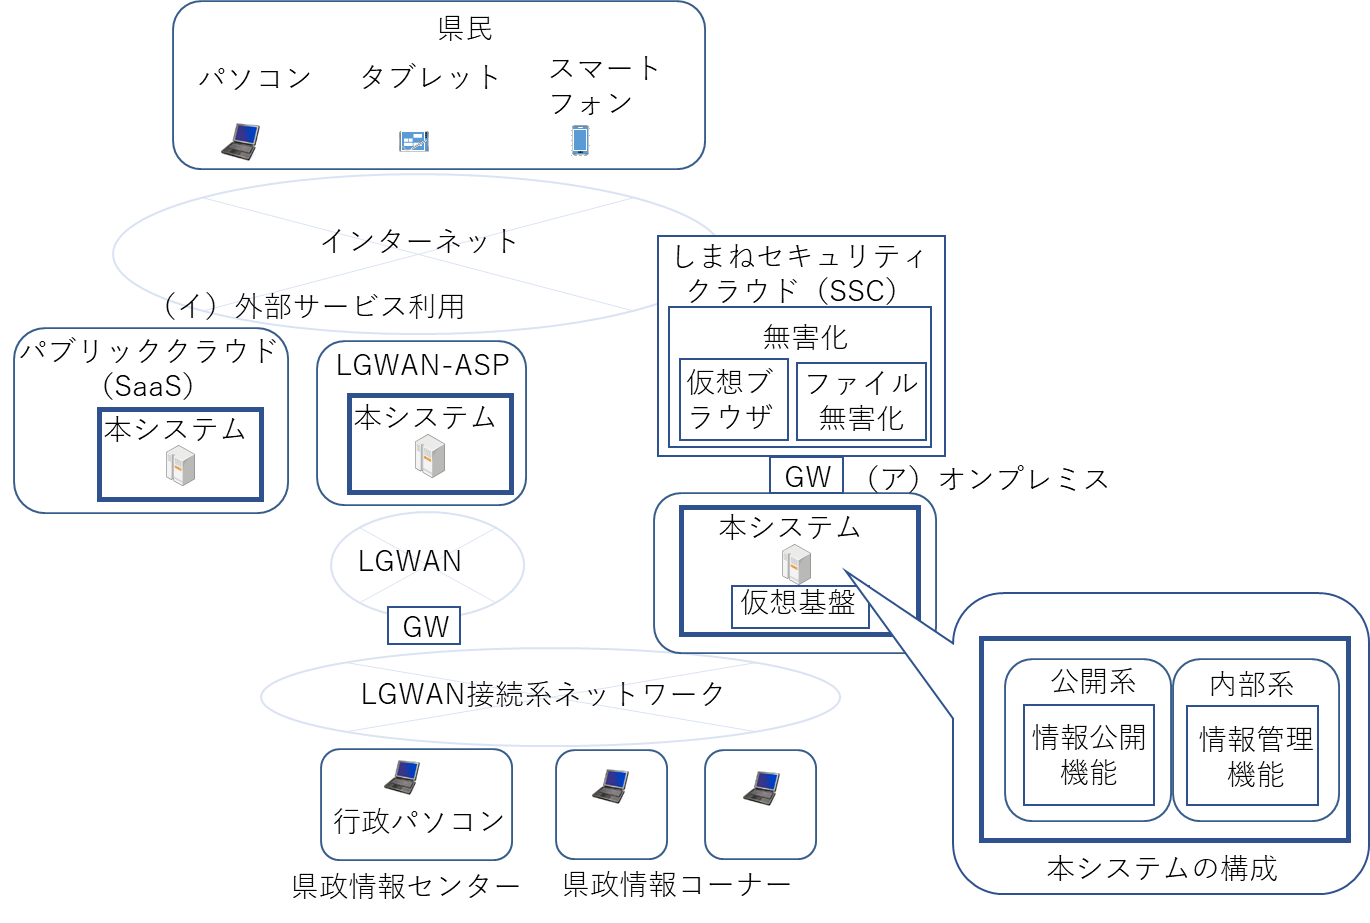 県民
パソコン
タブレット
スマート
フォン
インターネット
（イ）外部サービス利用
しまねセキュリティ
クラウド（SSC）
無害化
仮想ブ
ラウザ
ファイル
無害化
パブリッククラウド
（SaaS）
本システム
LGWAN-ASP
本システム
GW
（ア）オンプレミス
本システム
仮想基盤
LGWAN
GW
LGWAN接続系ネットワーク
行政パソコン
県政情報センター
県政情報コーナー
公開系
情報公開
機能
内部系
情報管理
機能
本システムの構成